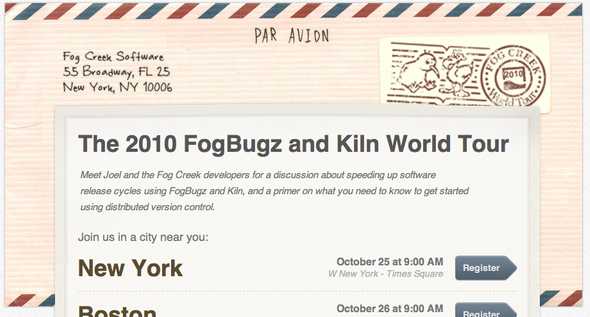 PAR AVION
Fog Creek Software
55 Broadway, FL 25
New York, NY 10006
FOG CREEK
2010
World Tour
The 2010 FogBugz and Kiln World Tour
Meet Joel and the Fog Creek developers for a discussion about speeding up software
release cycles using FogBugz and Kiln, and a primer on what you need to know to get started
using distributed version control.
Join us in a city near you:
New York
October 25 at 9:00 AM
W New York - Times Square
Register
Boston
October 26 at 9:00 AM
Register